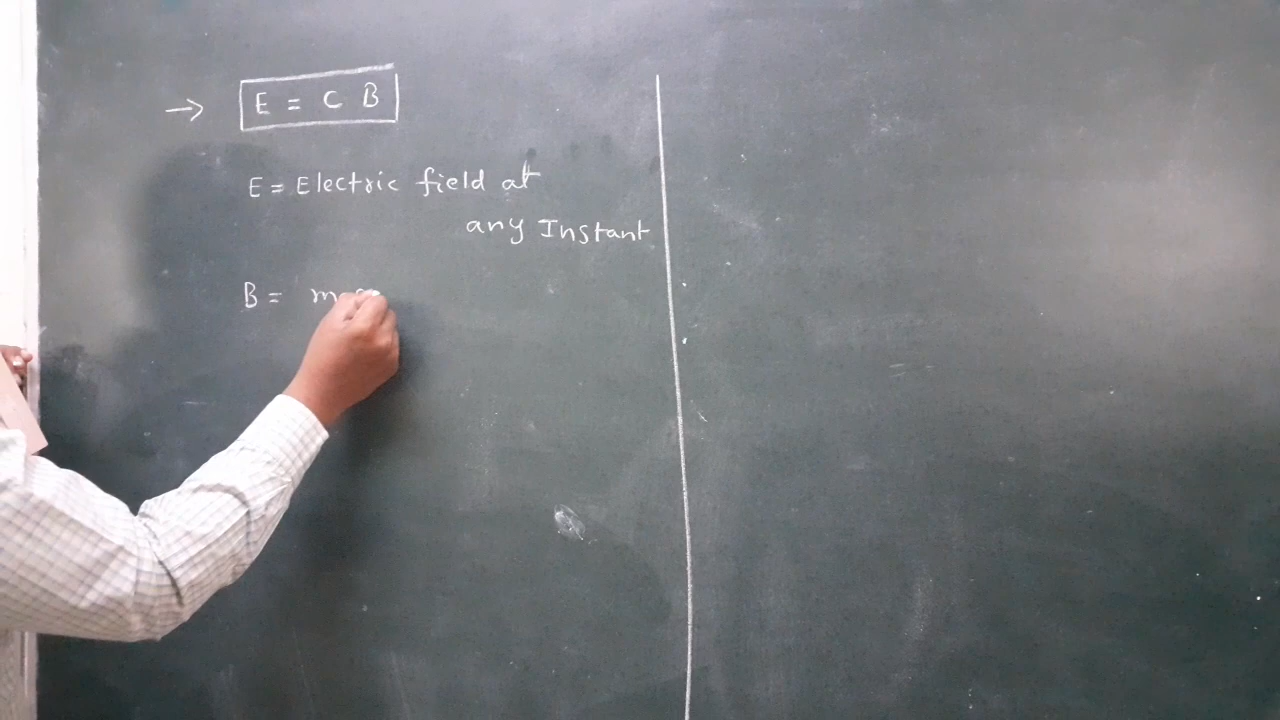 → E = C B
E = Electric field at
any Instant
B =